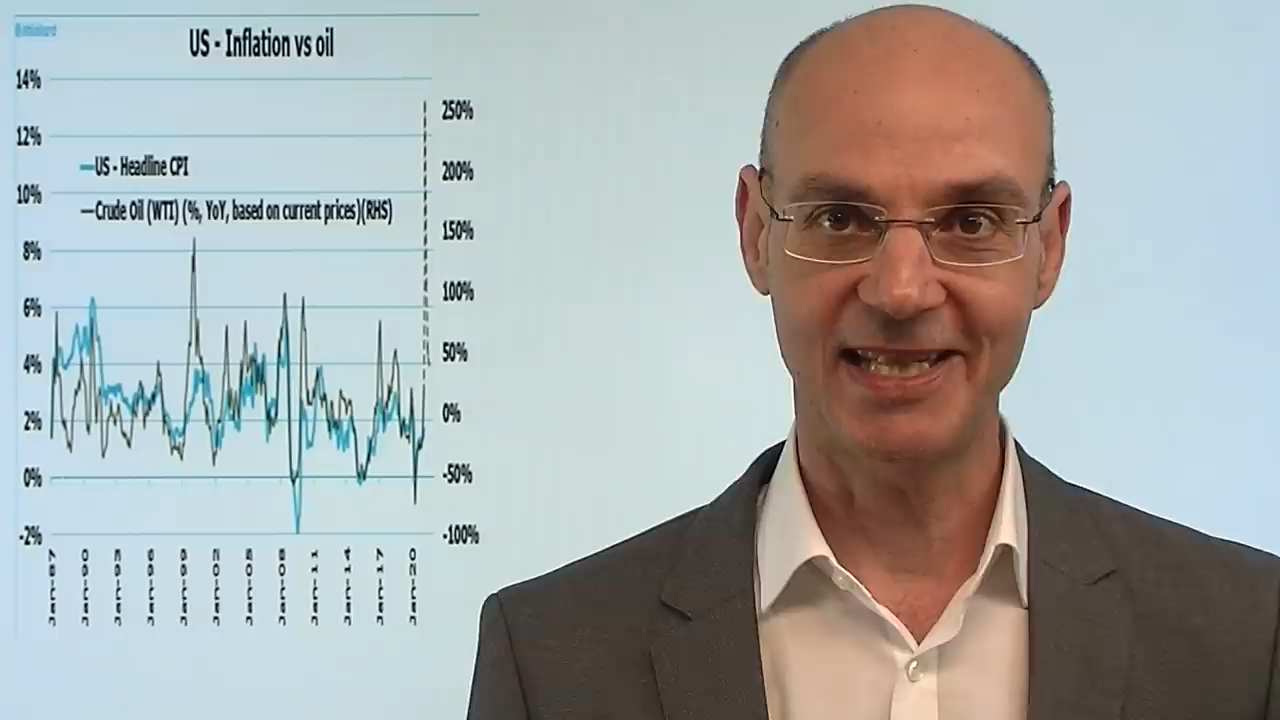 US - Inflation vs oil
14%
12%
10%
8%
6%
4%
2%
0%
-2%
US - Headline CPI
Crude Oil (WTI) (%, YoY, based on current prices)(RHS)
250%
200%
150%
100%
50%
0%
-50%
-100%
Jan-87
Jan-90
Jan-93
Jan-96
Jan-99
Jan-02
Jan-05
Jan-08
Jan-11
Jan-14
Jan-17
Jan-20